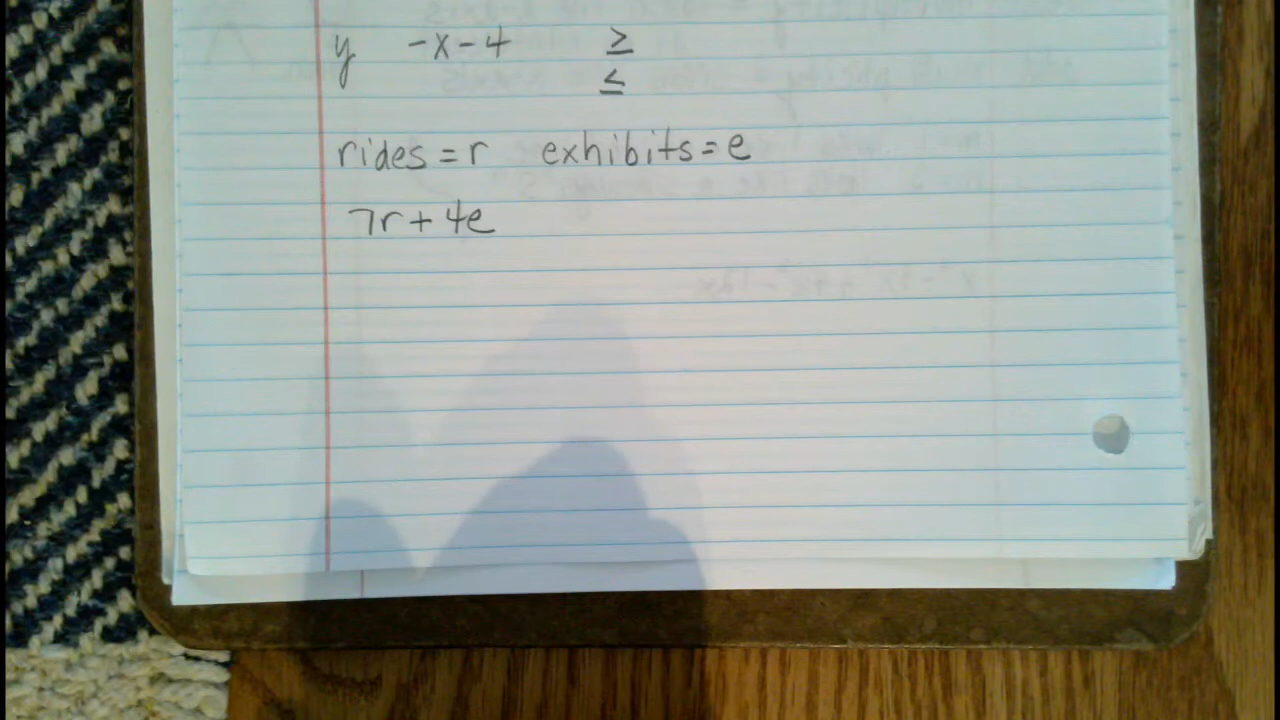 y -x-4 ≥
≤
rides = r exhibits = e
7r + 4e